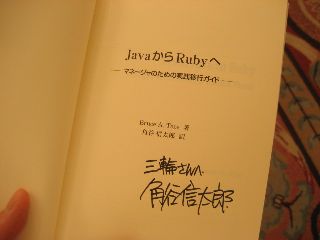 JavaからRubyへ
―マネージャのための実践移行ガイド―
Bruce A. Tate 著
角谷 信太郎 訳
三輪さんへ
角谷信太郎